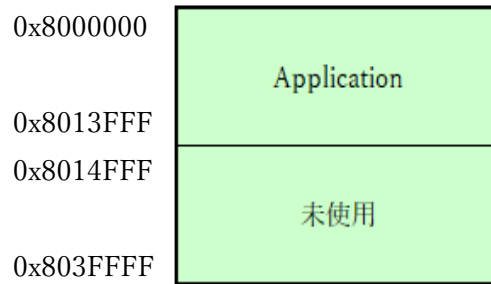 0x8000000
Application
0x8013FFF
0x8014FFF
未使用
0x803FFFF